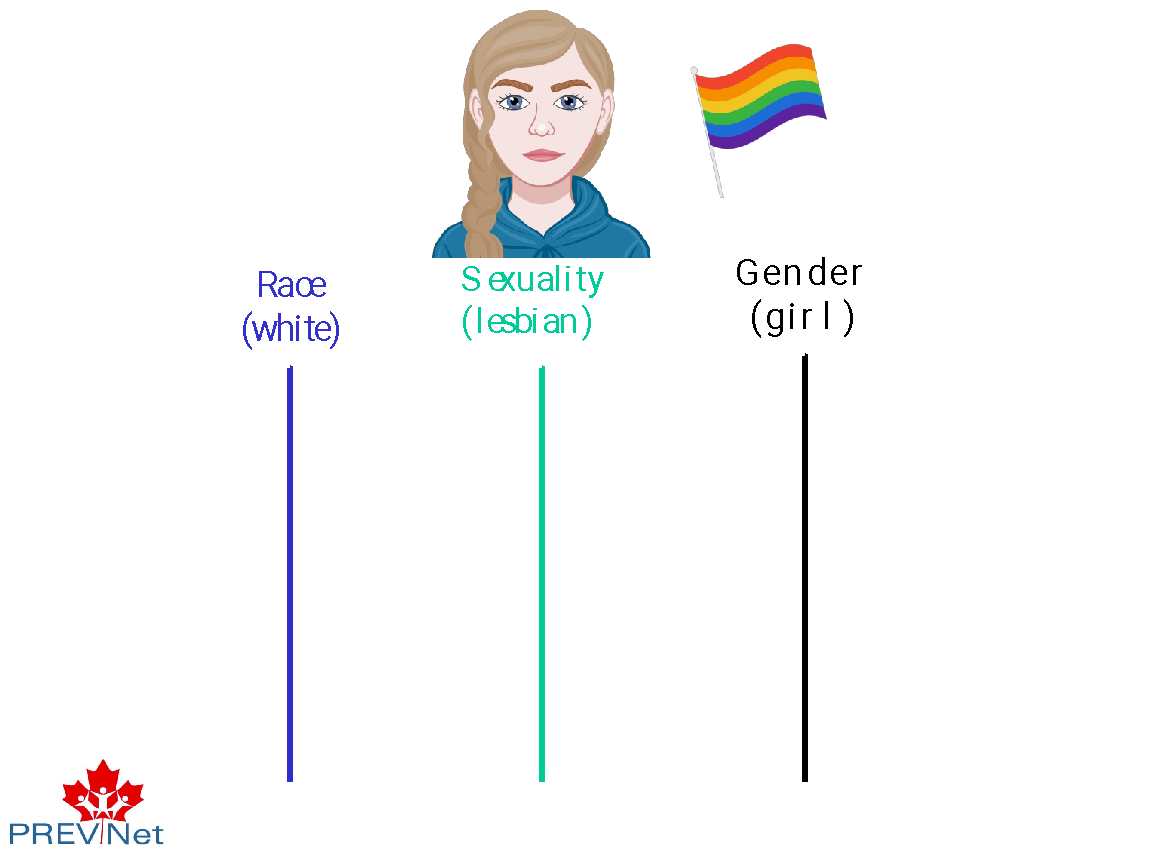 Race
(white)
Sexuality
(lesbian)
Gender
(girl)
PREVNet